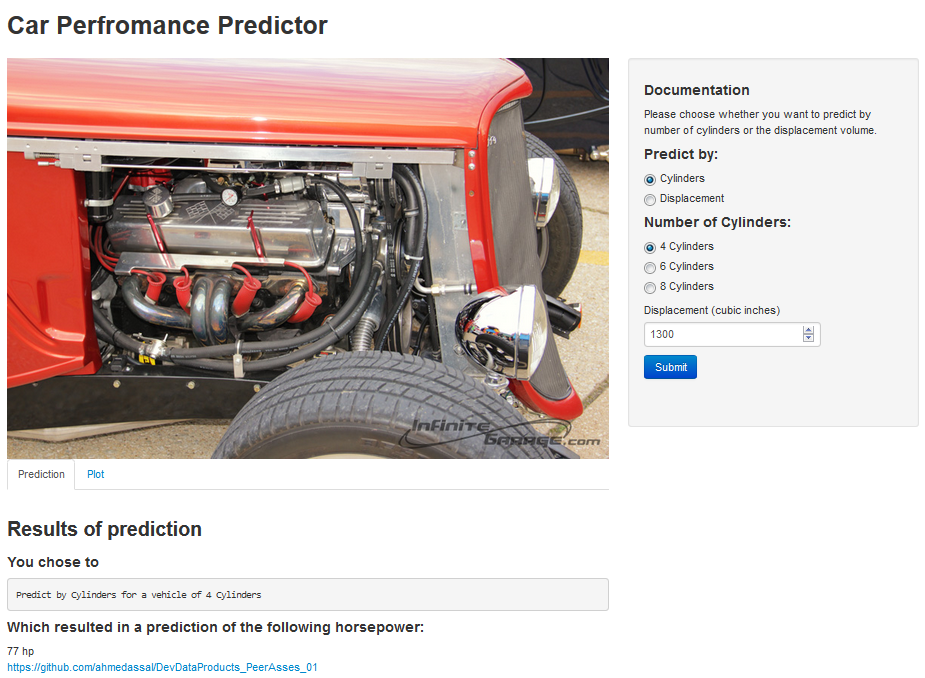 Car Perfromance Predictor
InFinite
Garage.com
Prediction
Plot
Results of prediction
You chose to
Predict by Cylinders for a vehicle of 4 Cylinders
Which resulted in a prediction of the following horsepower:
77 hp
https://github.com/ahmedassal/DevDataProducts_PeerAsses_01
Documentation
Please choose whether you want to predict by
number of cylinders or the displacement volume.
Predict by:
Cylinders
Displacement
Number of Cylinders:
4 Cylinders
6 Cylinders
8 Cylinders
Displacement (cubic inches)
1300
Submit